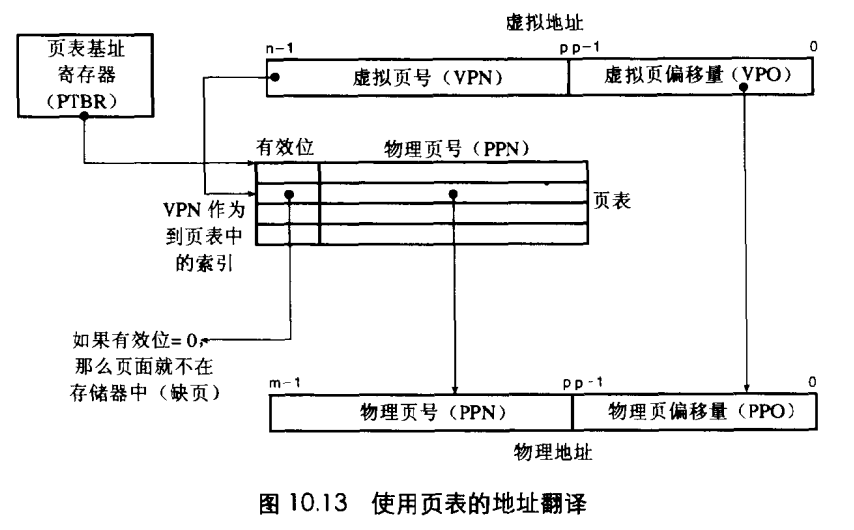 虚拟地址
页表基址
寄存器
（PTBR）
n-1
p p-1
0
虚拟页号（VPN）
虚拟页偏移量（VPO）
有效位
物理页号（PPN）
VPN 作为
到页表中
的索引
页表
如果有效位=0，
那么页面就不在
存储器中（缺页）
m-1
p p-1
0
物理页号（PPN）
物理页偏移量（PPO）
物理地址
图 10.13 使用页表的地址翻译